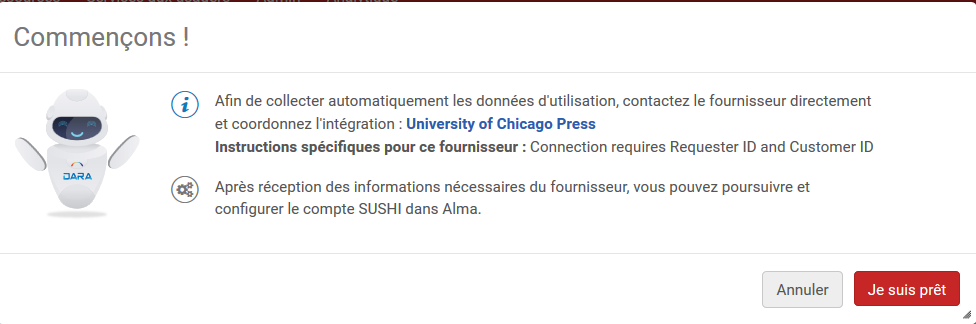 Commençons !
Afin de collecter automatiquement les données d'utilisation, contactez le fournisseur directement
et coordonnez l'intégration : University of Chicago Press
Instructions spécifiques pour ce fournisseur : Connection requires Requester ID and Customer ID
DARA
Après réception des informations nécessaires du fournisseur, vous pouvez poursuivre et
configurer le compte SUSHI dans Alma.
Annuler
Je suis prêt